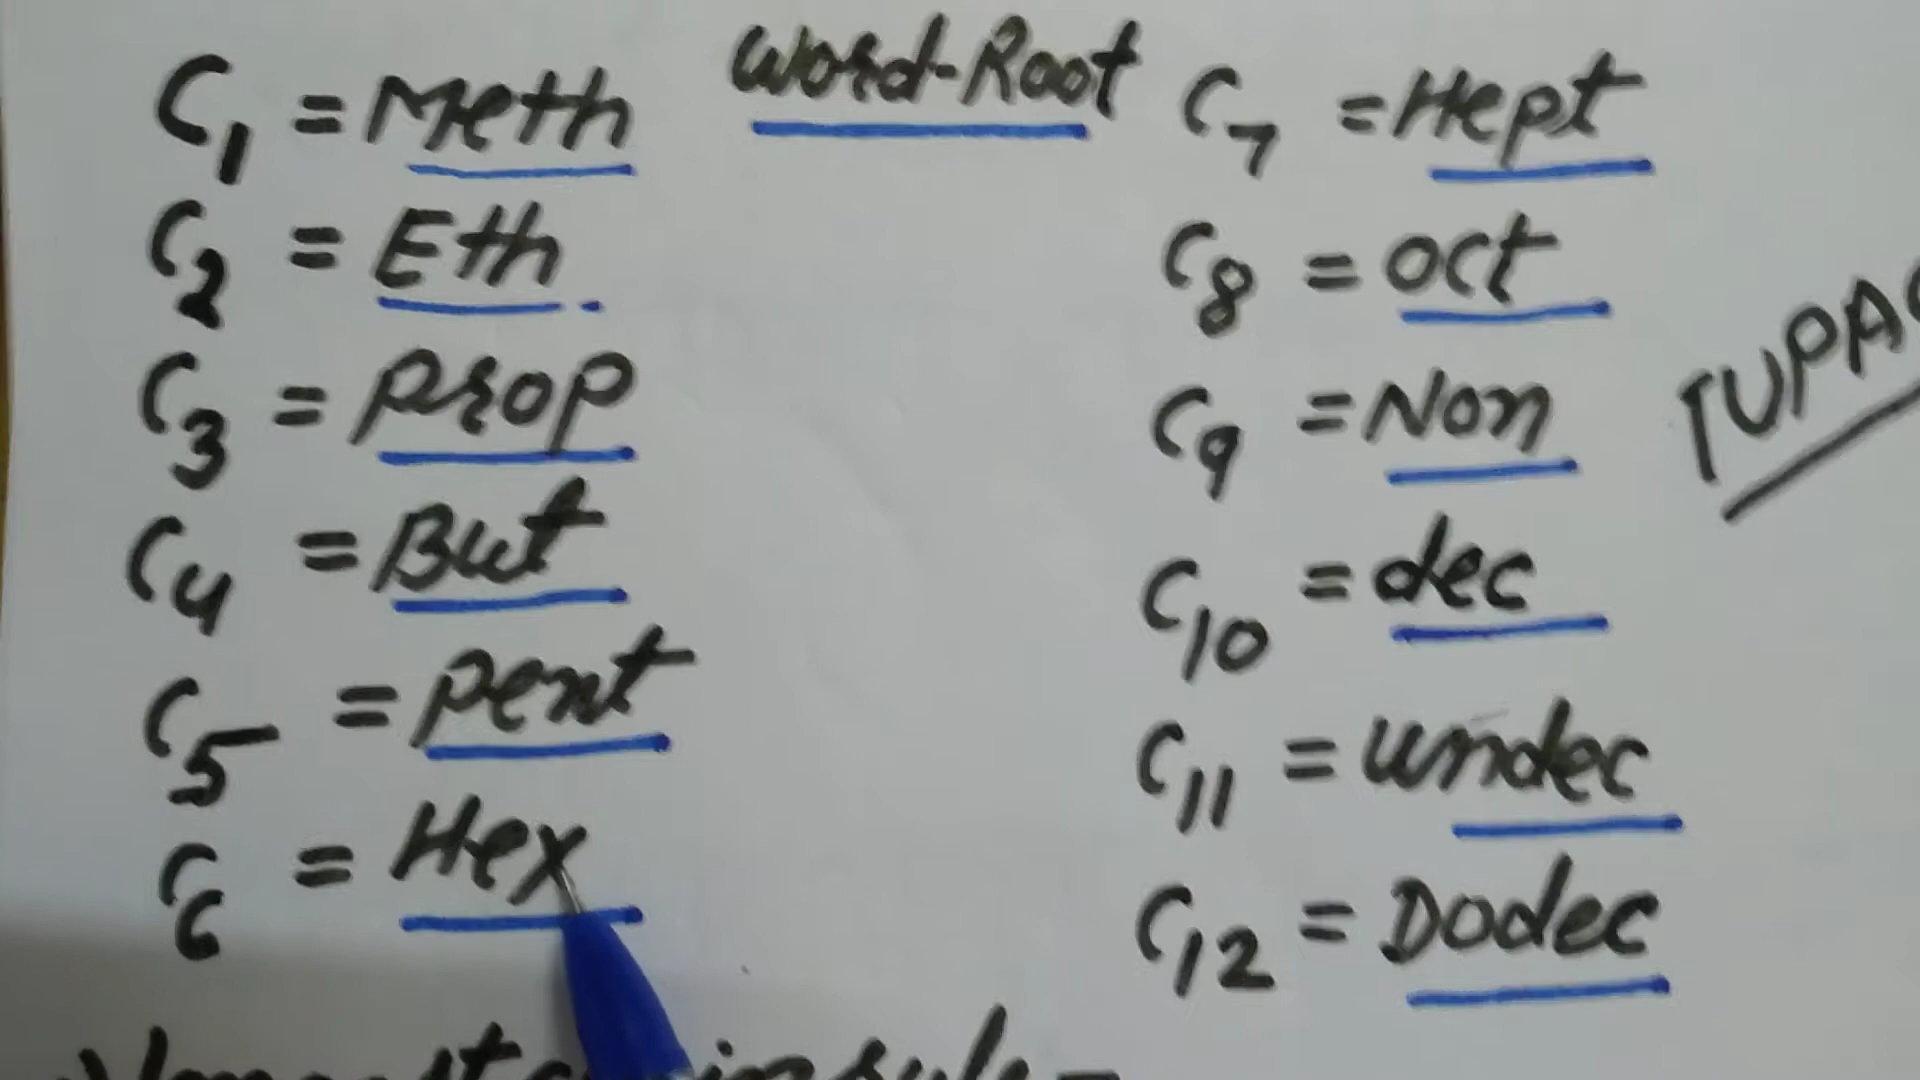 Word-Root
C1 = Meth
C2 = Eth
C3 = Prop
C4 = But
C5 = Pent
C6 = Hex
C7 = Hept
C8 = oct
C9 = Non
C10 = dec
C11 = undec
C12 = Dodec
IUPAC